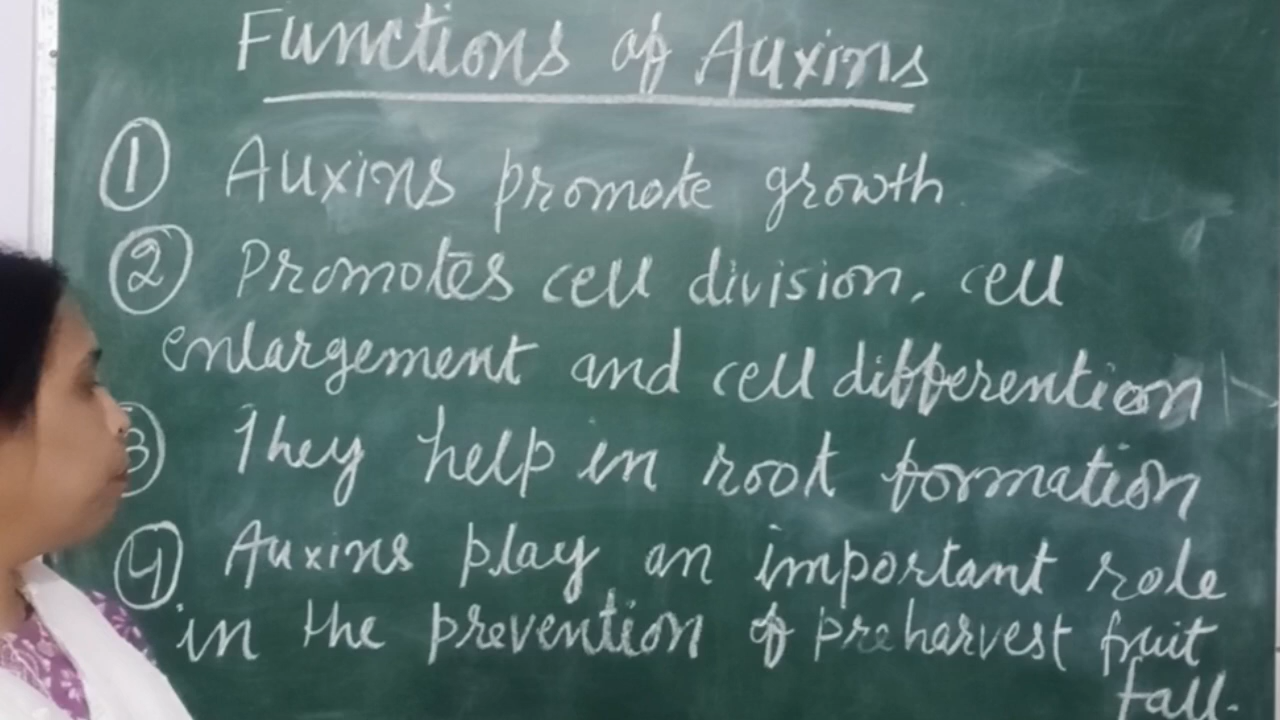 Functions of Auxins
① Auxins promote growth.
② Promotes cell division, cell
enlargement and cell differention
③ They help in root formation
④ Auxins play an important role
in the prevention of preharvest fruit
fall.